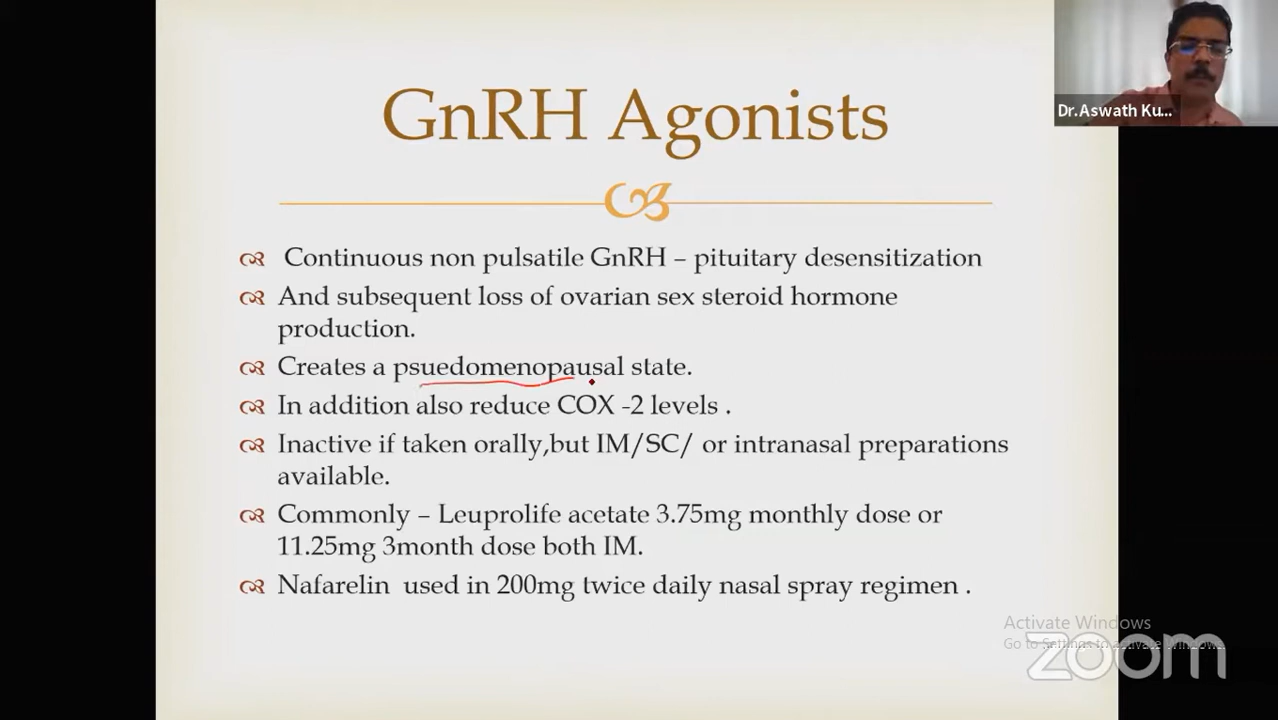 GnRH Agonists
Continuous non pulsatile GnRH – pituitary desensitization
And subsequent loss of ovarian sex steroid hormone
production.
Creates a psuedomenopausal state.
In addition also reduce COX -2 levels .
Inactive if taken orally,but IM/SC/ or intranasal preparations
available.
Commonly – Leuprolife acetate 3.75mg monthly dose or
11.25mg 3month dose both IM.
Nafarelin used in 200mg twice daily nasal spray regimen .
Dr.Aswath Ku...
Activate Windows
Go to Settings to activate Windows.
zoom